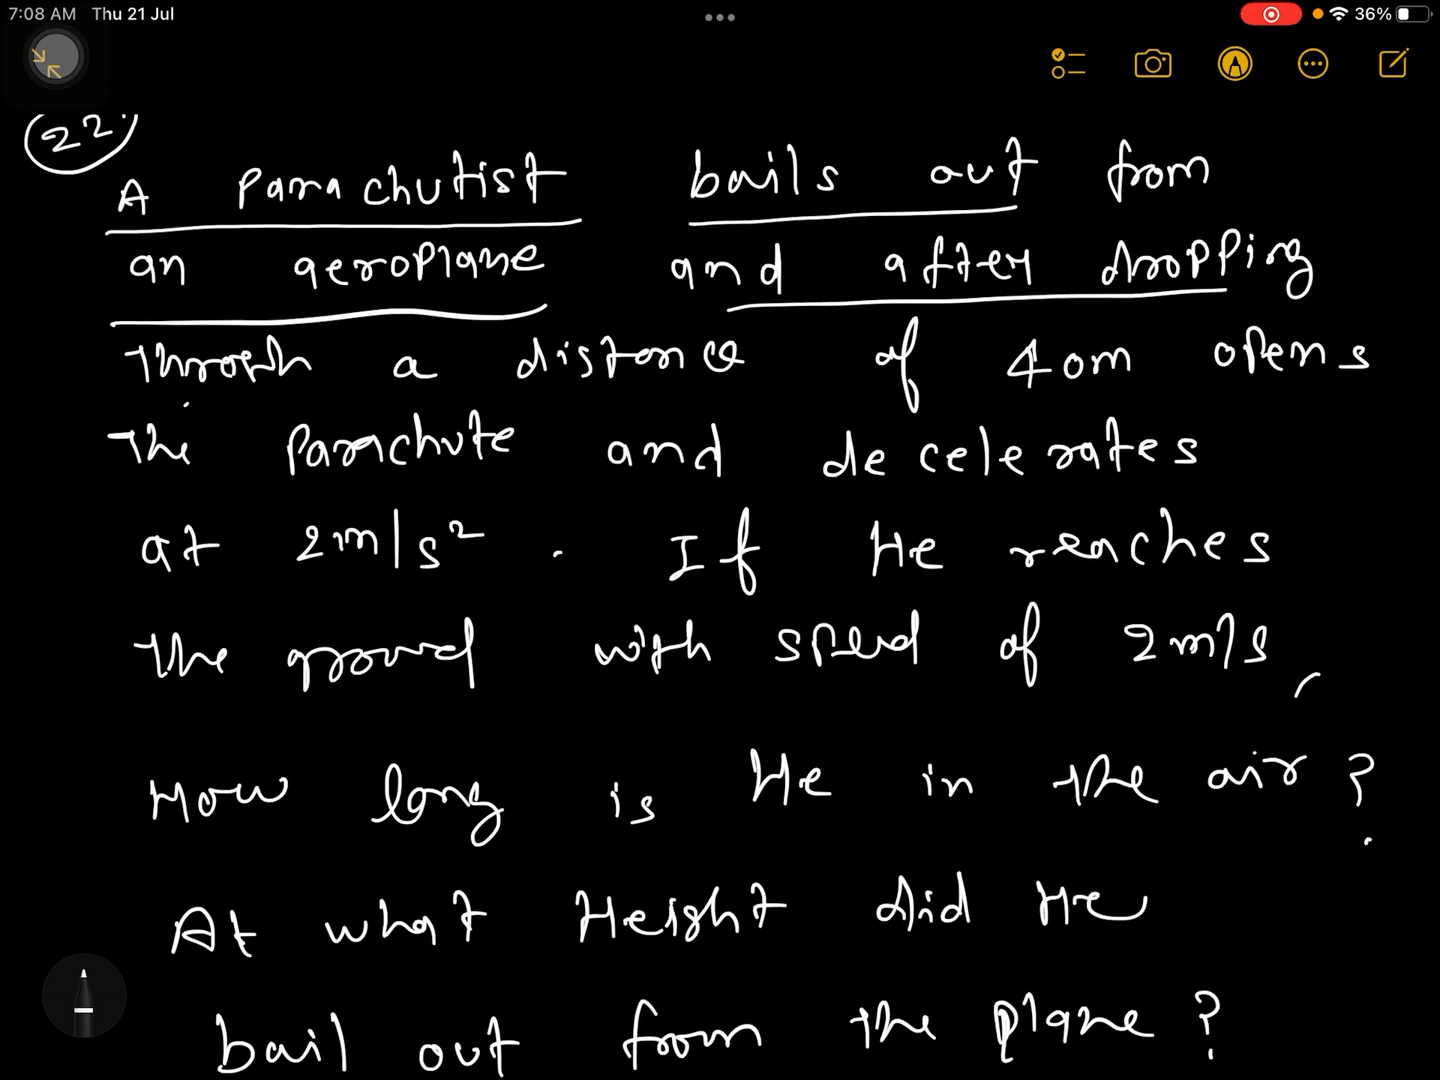 7:08 AM Thu 21 Jul
36%
22.
A Parachutist bails out from
an aeroplane and after dropping
through a distance of 40m opens
the Parachute and decelerates
at 2m/s². If He reaches
the ground with speed of 2m/s,
How long is He in the air?
At what Height did He
bail out from the plane?